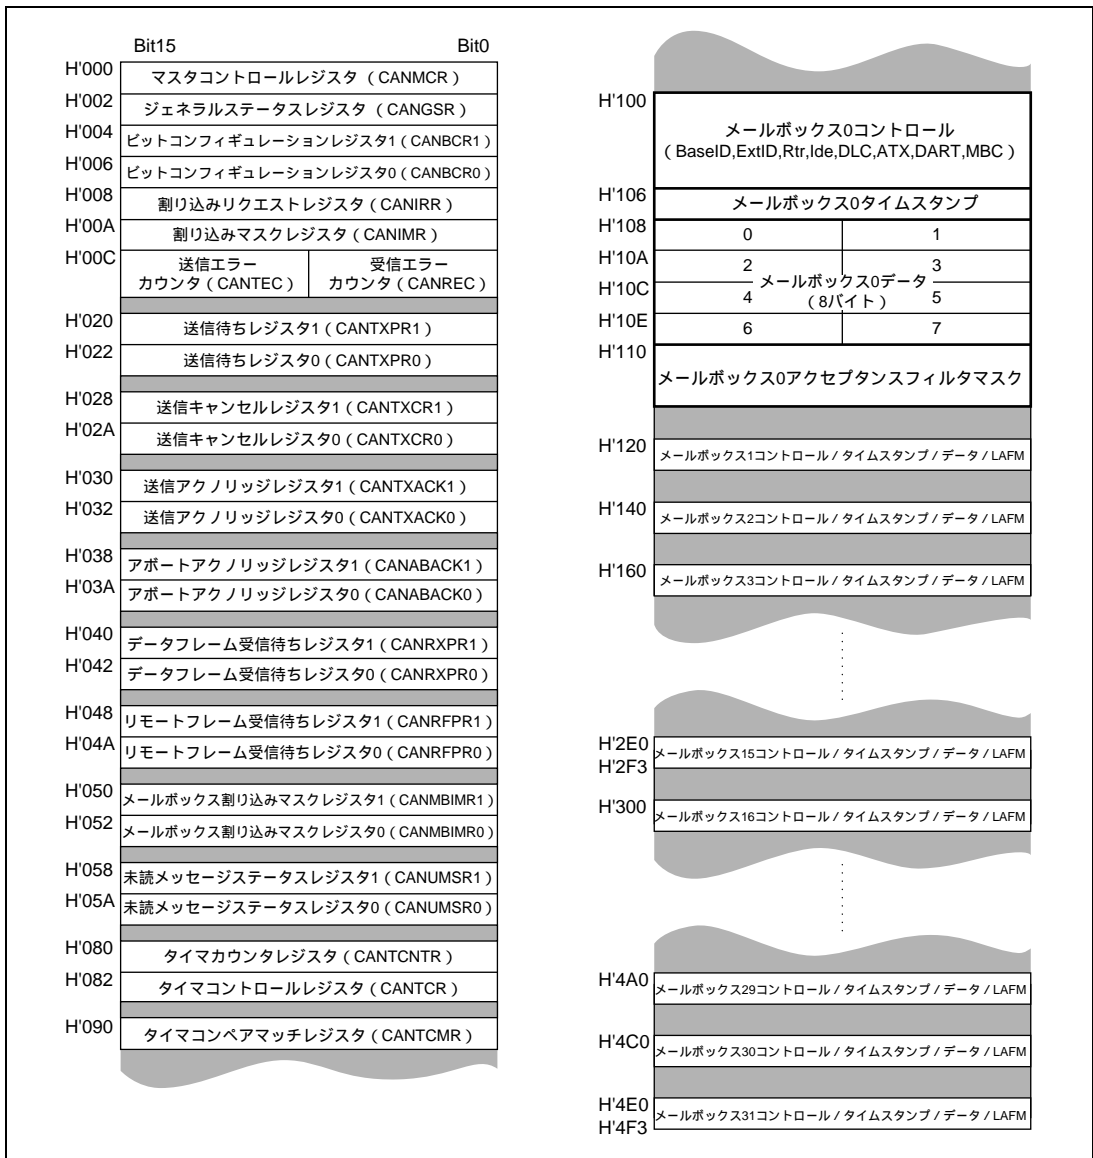 Bit15 Bit0
H'000 マスタコントロールレジスタ（CANMCR）
H'002 ジェネラルステータスレジスタ（CANGSR）
H'004 ビットコンフィギュレーションレジスタ1（CANBCR1）
H'006 ビットコンフィギュレーションレジスタ0（CANBCR0）
H'008 割り込みリクエストレジスタ（CANIRR）
H'00A 割り込みマスクレジスタ（CANIMR）
H'00C 送信エラー 受信エラー
カウンタ（CANTEC） カウンタ（CANREC）
H'020 送信待ちレジスタ1（CANTXPR1）
H'022 送信待ちレジスタ0（CANTXPR0）
H'028 送信キャンセルレジスタ1（CANTXCR1）
H'02A 送信キャンセルレジスタ0（CANTXCR0）
H'030 送信アクノリッジレジスタ1（CANTXACK1）
H'032 送信アクノリッジレジスタ0（CANTXACK0）
H'038 アボートアクノリッジレジスタ1（CANABACK1）
H'03A アボートアクノリッジレジスタ0（CANABACK0）
H'040 データフレーム受信待ちレジスタ1（CANRXPR1）
H'042 データフレーム受信待ちレジスタ0（CANRXPR0）
H'048 リモートフレーム受信待ちレジスタ1（CANRFPR1）
H'04A リモートフレーム受信待ちレジスタ0（CANRFPR0）
H'050 メールボックス割り込みマスクレジスタ1（CANMBIMR1）
H'052 メールボックス割り込みマスクレジスタ0（CANMBIMR0）
H'058 未読メッセージステータスレジスタ1（CANUMSR1）
H'05A 未読メッセージステータスレジスタ0（CANUMSR0）
H'080 タイマカウンタレジスタ（CANTCNTR）
H'082 タイマコントロールレジスタ（CANTCR）
H'090 タイマコンペアマッチレジスタ（CANTCMR）
H'100 メールボックス0コントロール
（BaseID,ExtID,Rtr,Ide,DLC,ATX,DART,MBC）
H'106 メールボックス0タイムスタンプ
H'108 0 1
H'10A 2 3
メールボックス0データ
H'10C 4 （8バイト） 5
H'10E 6 7
H'110 メールボックス0アクセプタンスフィルタマスク
H'120 メールボックス1コントロール / タイムスタンプ / データ / LAFM
H'140 メールボックス2コントロール / タイムスタンプ / データ / LAFM
H'160 メールボックス3コントロール / タイムスタンプ / データ / LAFM
H'2E0 メールボックス15コントロール / タイムスタンプ / データ / LAFM
H'2F3
H'300 メールボックス16コントロール / タイムスタンプ / データ / LAFM
H'4A0 メールボックス29コントロール / タイムスタンプ / データ / LAFM
H'4C0 メールボックス30コントロール / タイムスタンプ / データ / LAFM
H'4E0 メールボックス31コントロール / タイムスタンプ / データ / LAFM
H'4F3